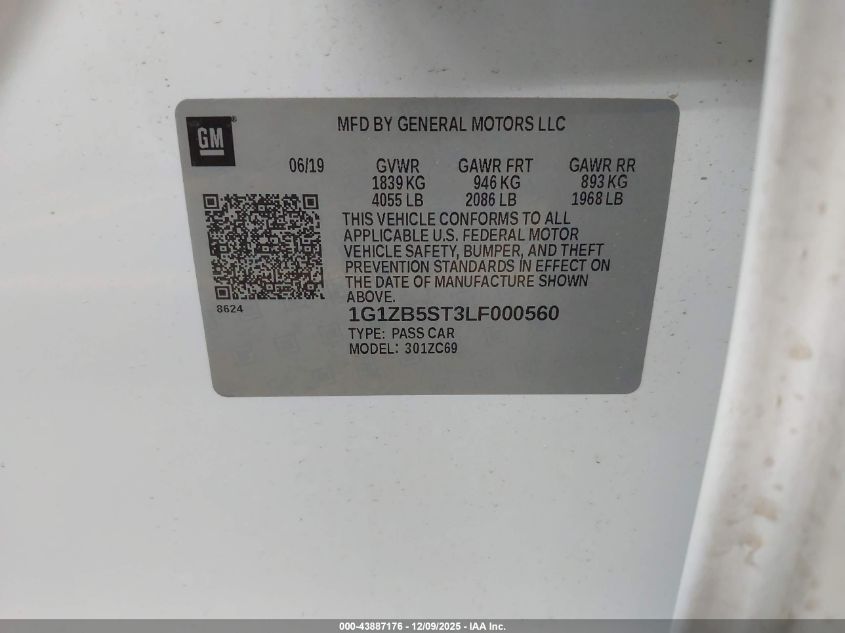 GM ®
MFD BY GENERAL MOTORS LLC
06/19 GVWR GAWR FRT GAWR RR
1839 KG 946 KG 893 KG
4055 LB 2086 LB 1968 LB
THIS VEHICLE CONFORMS TO ALL
APPLICABLE U.S. FEDERAL MOTOR
VEHICLE SAFETY, BUMPER, AND THEFT
PREVENTION STANDARDS IN EFFECT ON
THE DATE OF MANUFACTURE SHOWN
ABOVE.
8624
1G1ZB5ST3LF000560
TYPE: PASS CAR
MODEL: 301ZC69
000-43887176 - 12/09/2025 - IAA Inc.